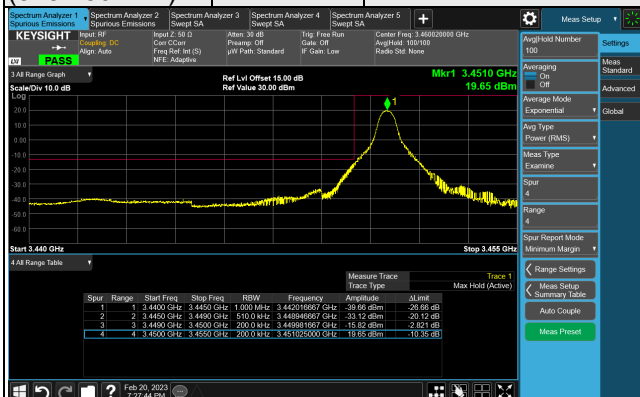 Spectrum Analyzer 1
Spurious Emissions
Spectrum Analyzer 2
Spurious Emissions
Spectrum Analyzer 3
Swept SA
Spectrum Analyzer 4
Swept SA
Spectrum Analyzer 5
Swept SA
+
Meas Setup
KEYSIGHT
LXI
PASS
Input: RF
Coupling: DC
Align: Auto
Input Z: 50 Ω
Corr CCorr
Freq Ref: Int (S)
NFE: Adaptive
Atten: 30 dB
Preamp: Off
µW Path: Standard
Trig: Free Run
Gate: Off
IF Gain: Low
Center Freq: 3.460020000 GHz
Avg|Hold: 100/100
Radio Std: None
3 All Range Graph
Scale/Div 10.0 dB
Ref Lvl Offset 15.00 dB
Ref Value 30.00 dBm
Mkr1 3.4510 GHz
19.65 dBm
Log
1
20.0
10.0
0.00
-10.0
-20.0
-30.0
-40.0
-50.0
-60.0
Start 3.440 GHz
Stop 3.455 GHz
4 All Range Table
Measure Trace Trace 1
Trace Type Max Hold (Active)
Spur Range Start Freq Stop Freq RBW Frequency Amplitude ΔLimit
1 1 3.4400 GHz 3.4450 GHz 1.000 MHz 3.442016667 GHz -39.66 dBm -26.66 dB
2 2 3.4450 GHz 3.4490 GHz 510.0 kHz 3.448946667 GHz -33.12 dBm -20.12 dB
3 3 3.4490 GHz 3.4500 GHz 200.0 kHz 3.449981667 GHz -15.82 dBm -2.821 dB
4 4 3.4500 GHz 3.4550 GHz 200.0 kHz 3.451025000 GHz 19.65 dBm -10.35 dB
Avg|Hold Number
100
Averaging
On
Off
Average Mode
Exponential
Avg Type
Power (RMS)
Meas Type
Examine
Spur
4
Range
4
Spur Report Mode
Minimum Margin
Range Settings
Meas Setup
Summary Table
Auto Couple
Meas Preset
Settings
Meas
Standard
Advanced
Global
?
Feb 20, 2023
7:27:44 PM